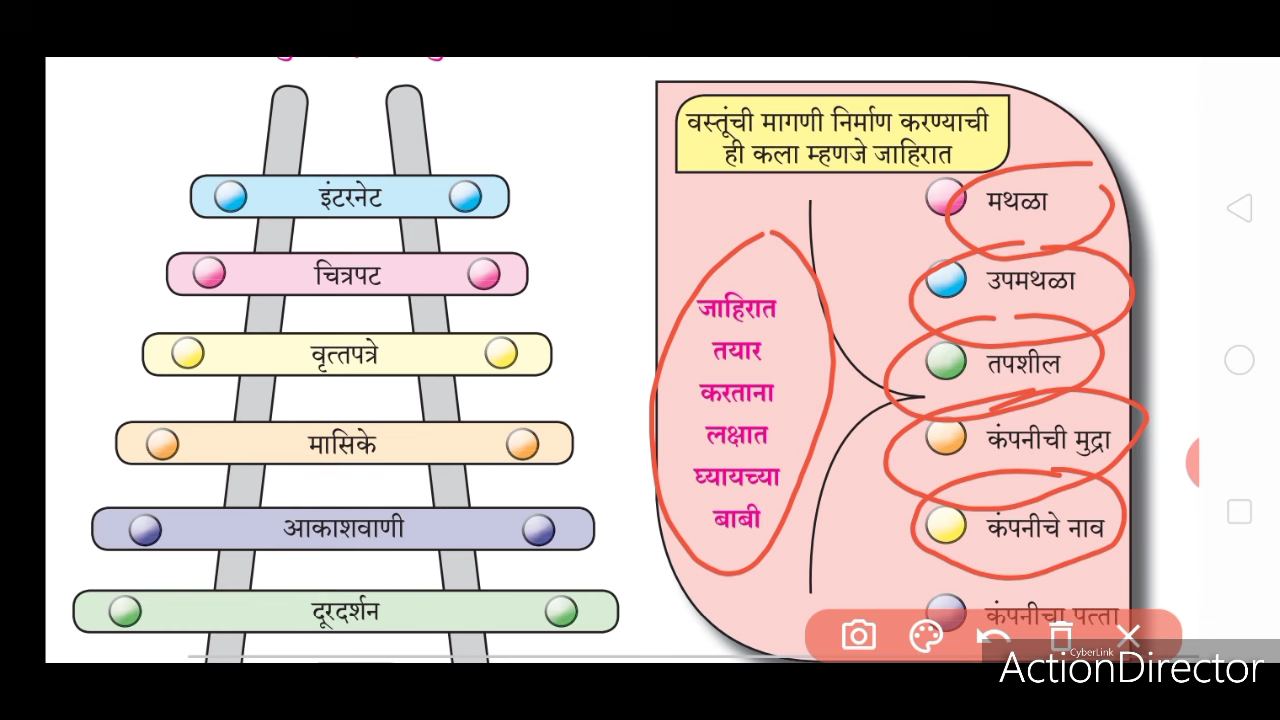 इंटरनेट
चित्रपट
वृत्तपत्रे
मासिके
आकाशवाणी
दूरदर्शन
वस्तूंची मागणी निर्माण करण्याची
ही कला म्हणजे जाहिरात
जाहिरात
तयार
करताना
लक्षात
घ्यायच्या
बाबी
मथळा
उपमथळा
तपशील
कंपनीची मुद्रा
कंपनीचे नाव
कंपनीचा पत्ता
CyberLink
ActionDirector